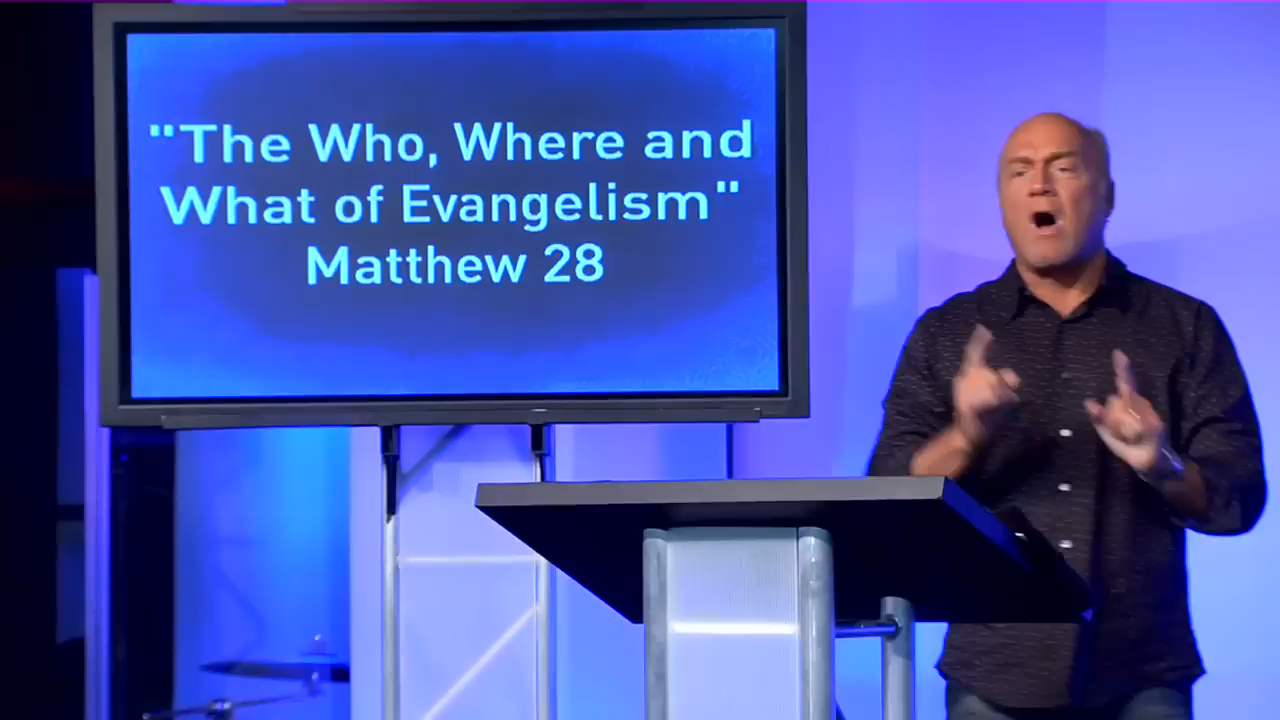 "The Who, Where and
What of Evangelism"
Matthew 28